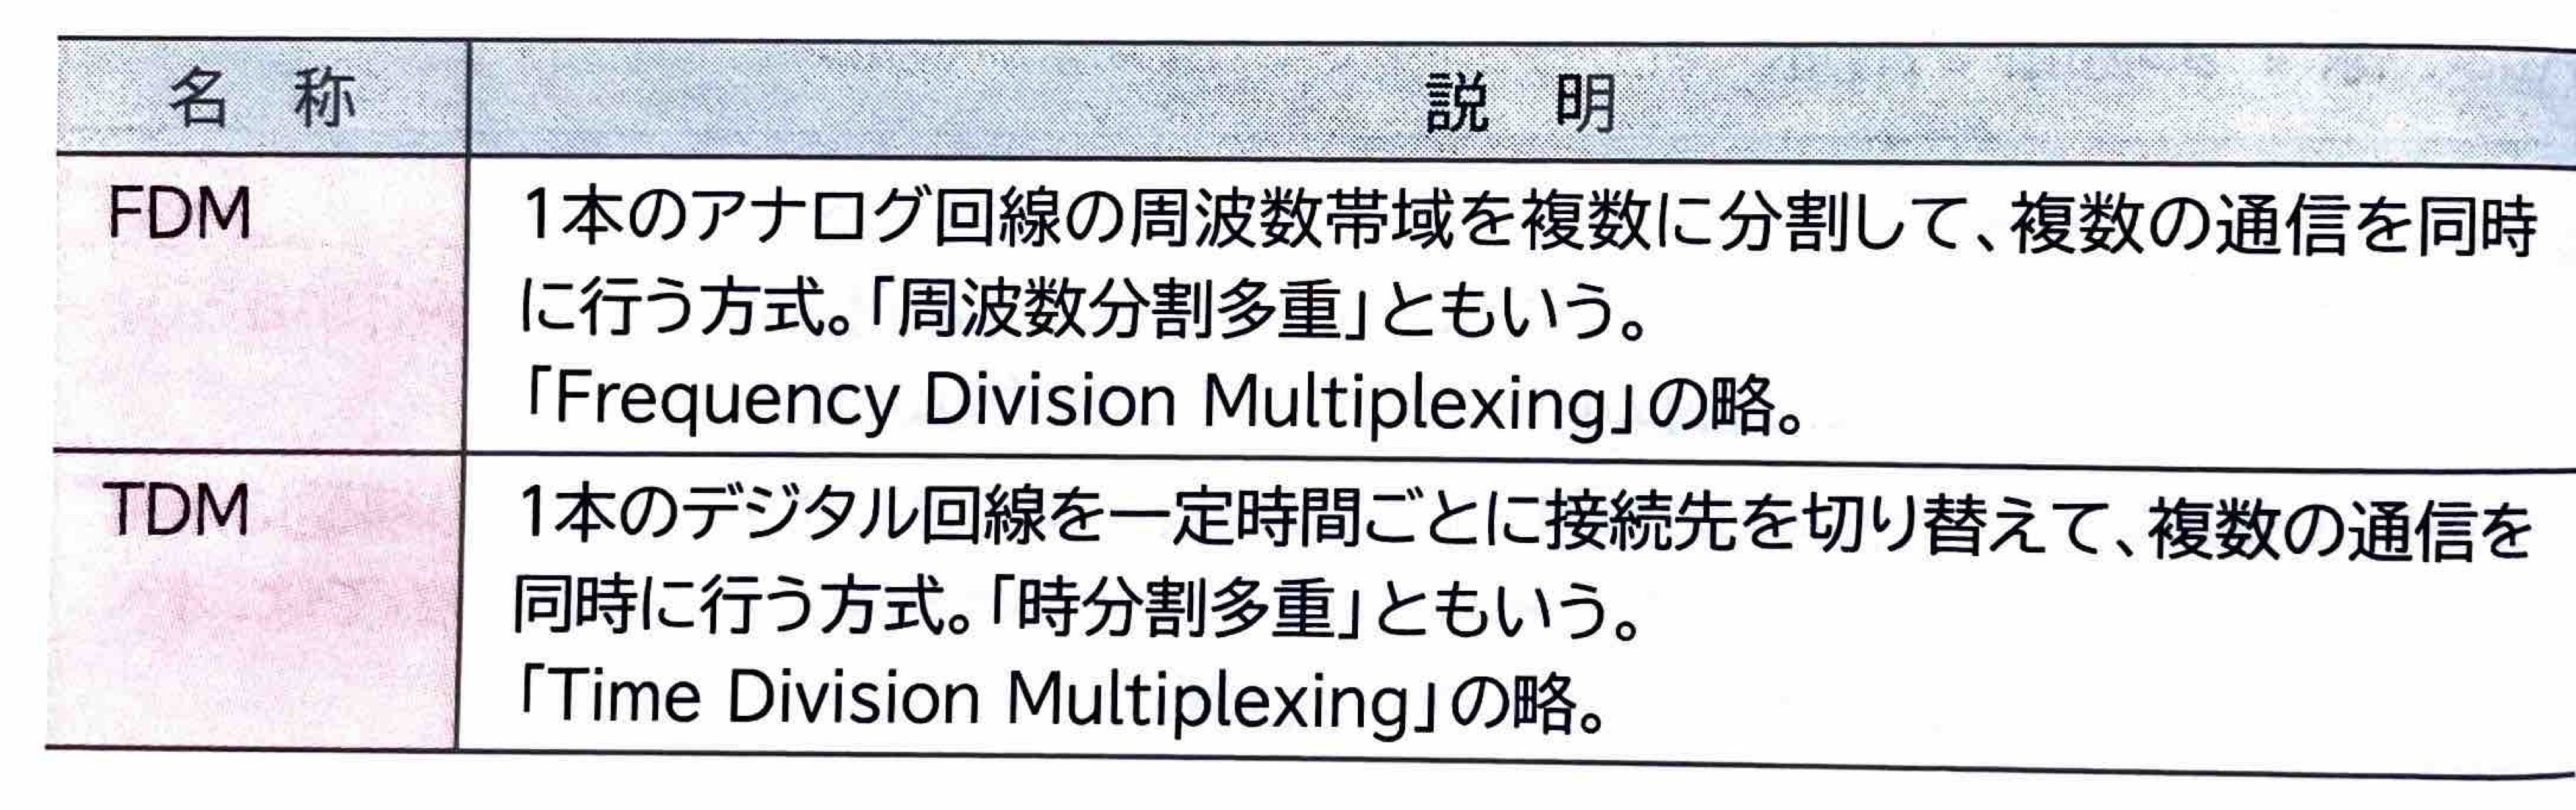 名 称
説 明
FDM
1本のアナログ回線の周波数帯域を複数に分割して、複数の通信を同時
に行う方式。「周波数分割多重」ともいう。
「Frequency Division Multiplexing」の略。
TDM
1本のデジタル回線を一定時間ごとに接続先を切り替えて、複数の通信を
同時に行う方式。「時分割多重」ともいう。
「Time Division Multiplexing」の略。